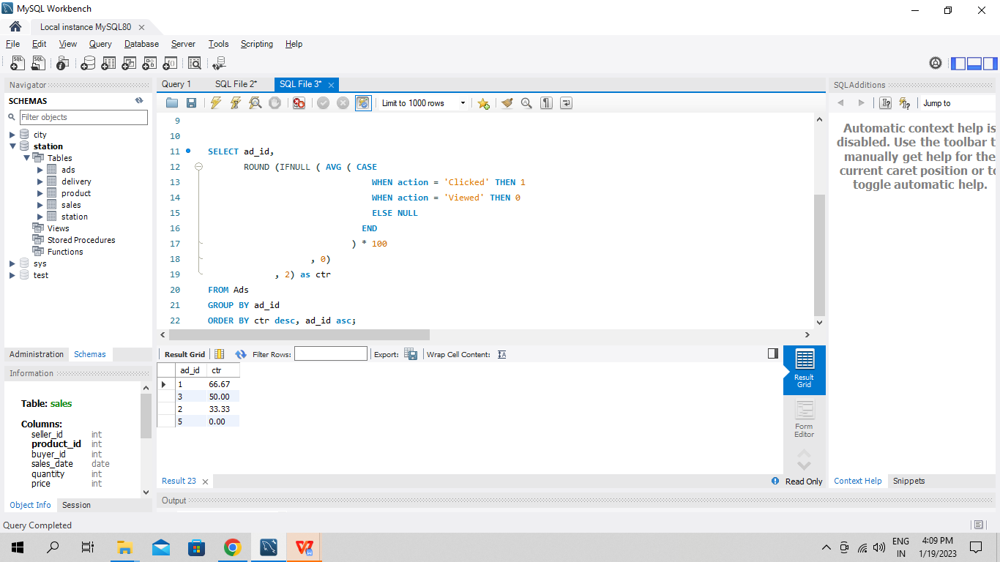 MySQL Workbench
Local instance MySQL80
File Edit View Query Database Server Tools Scripting Help
Navigator
SCHEMAS
Filter objects
city
station
Tables
ads
delivery
product
sales
station
Views
Stored Procedures
Functions
sys
test
Administration Schemas
Information
Table: sales
Columns:
seller_id int
product_id int
buyer_id int
sales_date date
quantity int
price int
Object Info Session
Query 1 SQL File 2* SQL File 3*
Limit to 1000 rows
9
10
11 SELECT ad_id,
12 ROUND (IFNULL ( AVG ( CASE
13 WHEN action = 'Clicked' THEN 1
14 WHEN action = 'Viewed' THEN 0
15 ELSE NULL
16 END
17 ) * 100
18 , 0)
19 , 2) as ctr
20 FROM Ads
21 GROUP BY ad_id
22 ORDER BY ctr desc, ad_id asc;
Result Grid Filter Rows: Export: Wrap Cell Content:
ad_id ctr
1 66.67
3 50.00
2 33.33
5 0.00
Result
Grid
Form
Editor
Result 23
Read Only
Output
SQLAdditions
Jump to
Automatic context help is
disabled. Use the toolbar t
manually get help for the
current caret position or to
toggle automatic help.
Context Help Snippets
Query Completed
ENG
IN
4:09 PM
1/19/2023